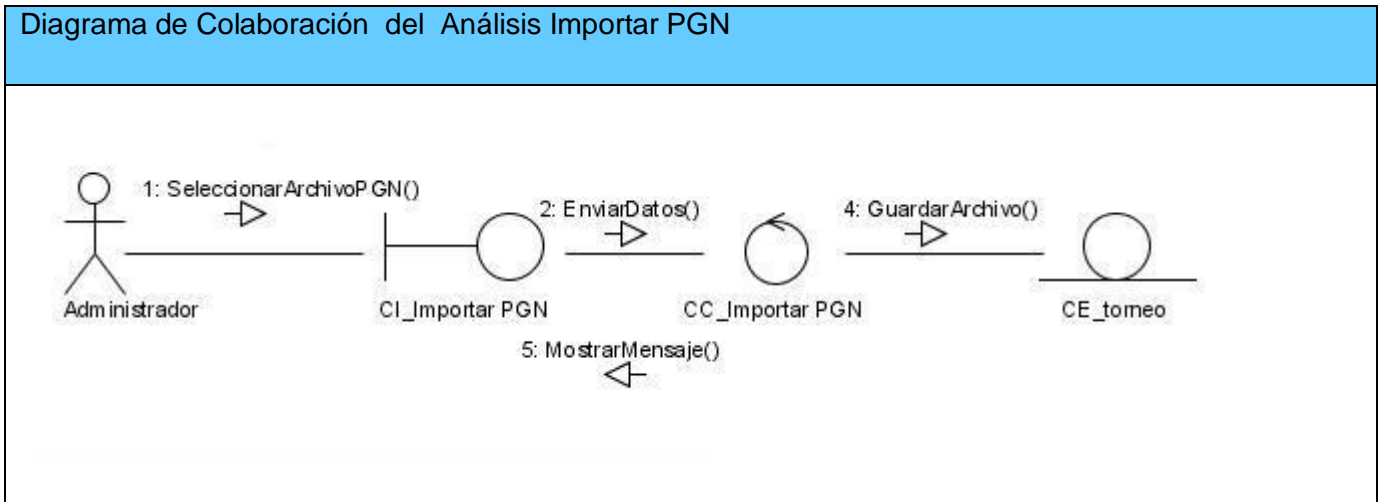 Diagrama de Colaboración del Análisis Importar PGN
1: SeleccionarArchivoPGN()
2: EnviarDatos()
4: GuardarArchivo()
Administrador
CI_Importar PGN
CC_Importar PGN
CE_torneo
5: MostrarMensaje()